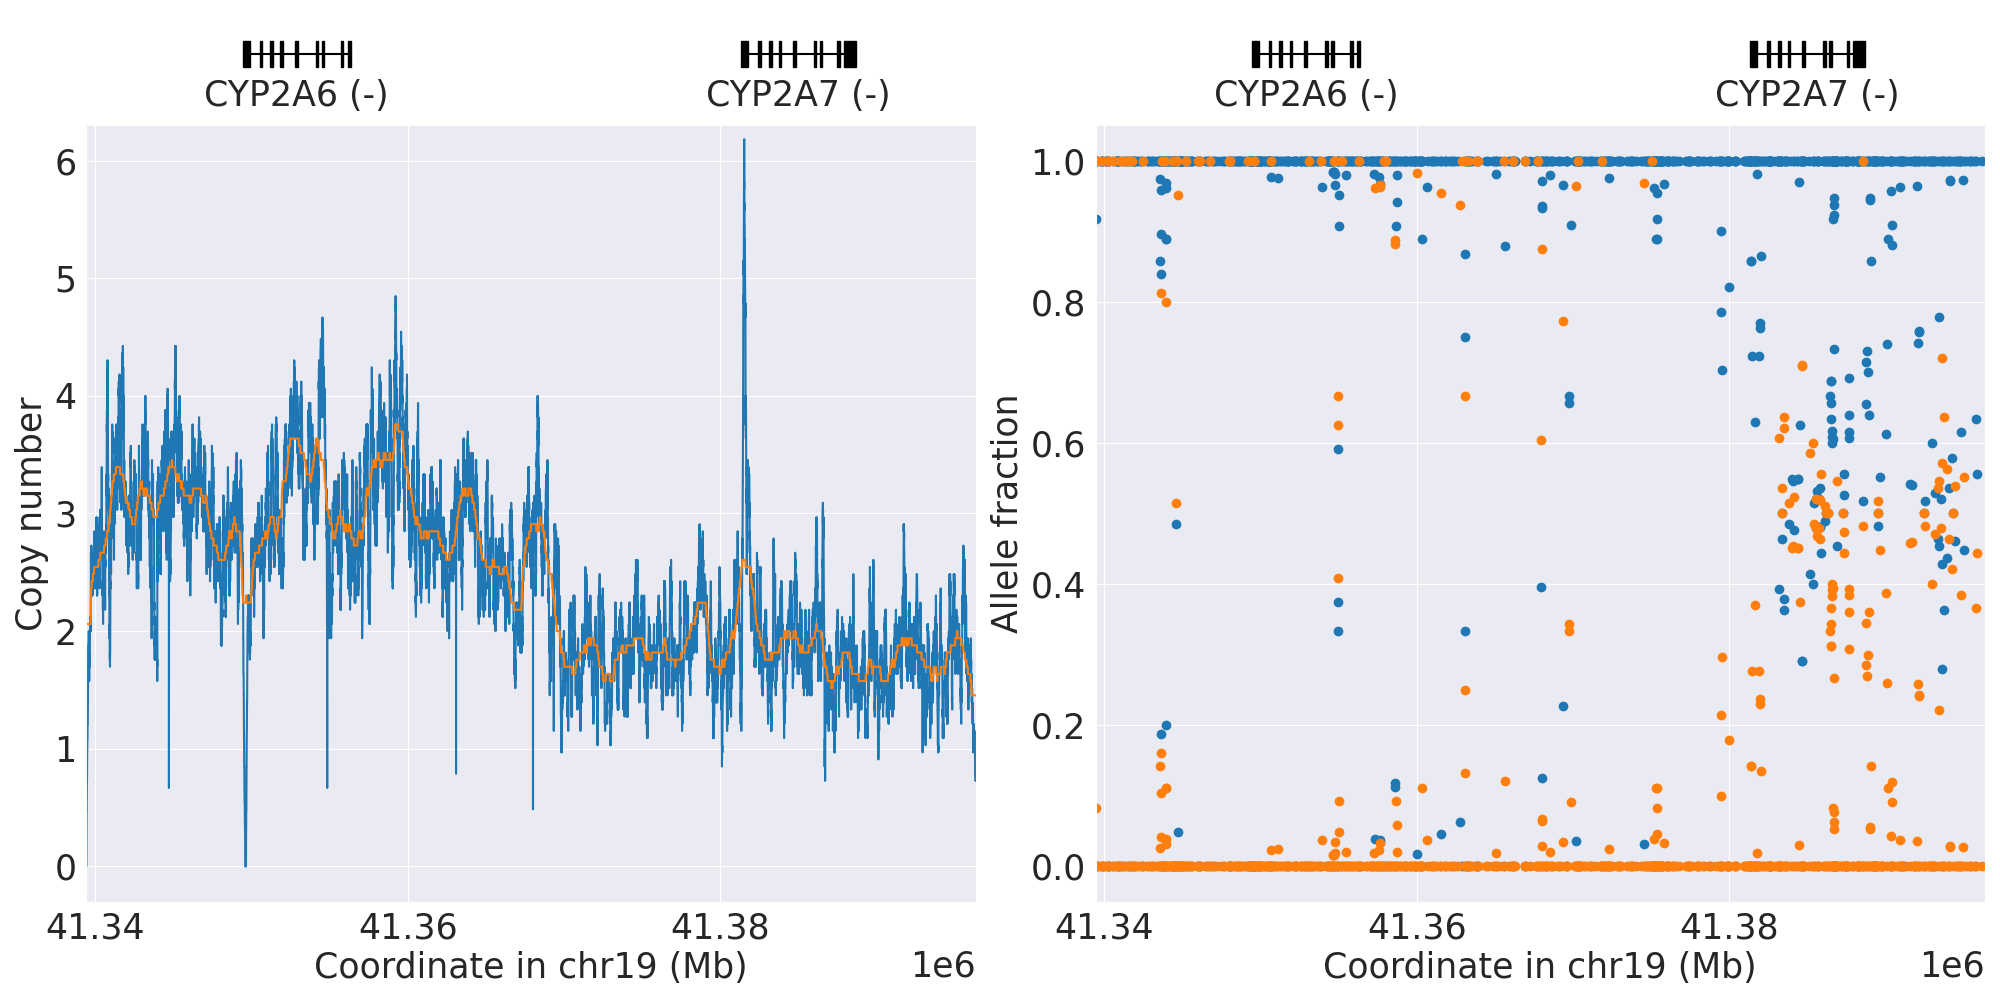 CYP2A6 (-)
CYP2A7 (-)
6
5
4
3
2
1
0
Copy number
41.34
41.36
41.38
Coordinate in chr19 (Mb)
1e6
CYP2A6 (-)
CYP2A7 (-)
1.0
0.8
0.6
0.4
0.2
0.0
Allele fraction
41.34
41.36
41.38
Coordinate in chr19 (Mb)
1e6